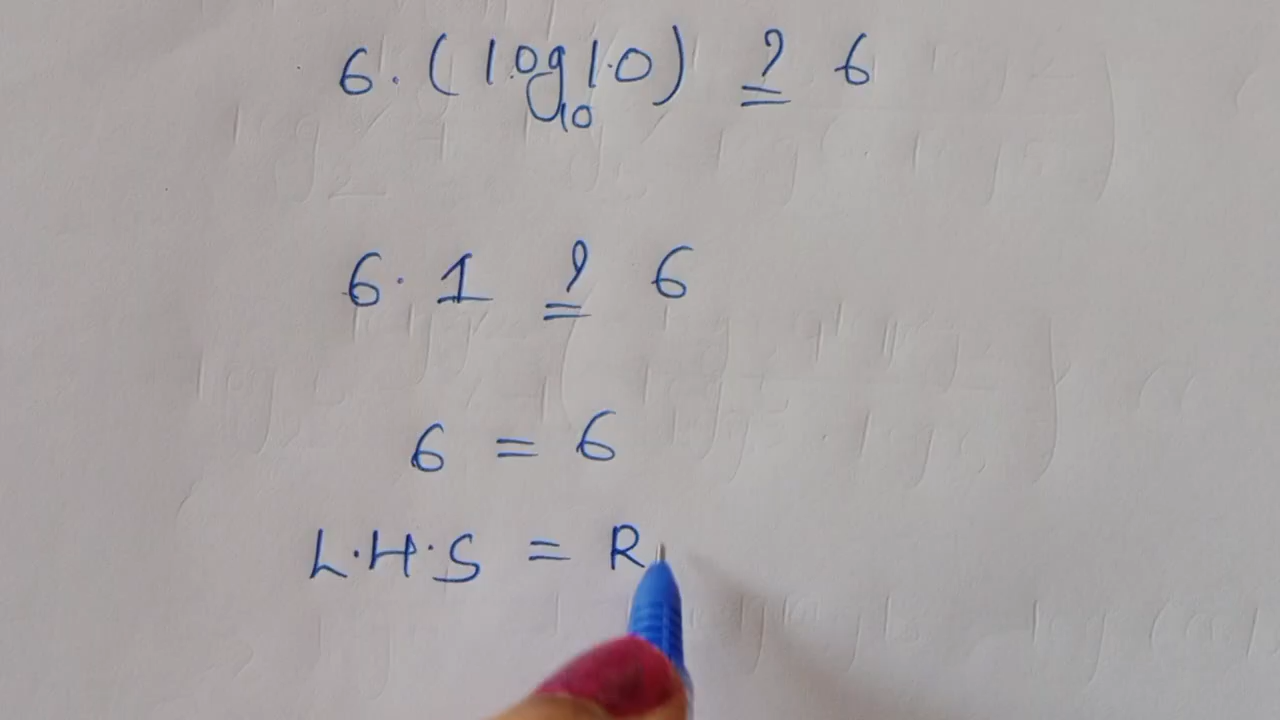 6 · (log₁₀10) ≟ 6
6 · 1 ≟ 6
6 = 6
L.H.S = R